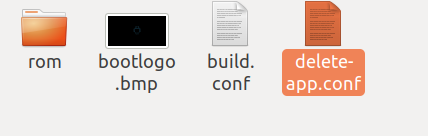 rom
bootlogo
.bmp
build.
conf
delete-
app.conf